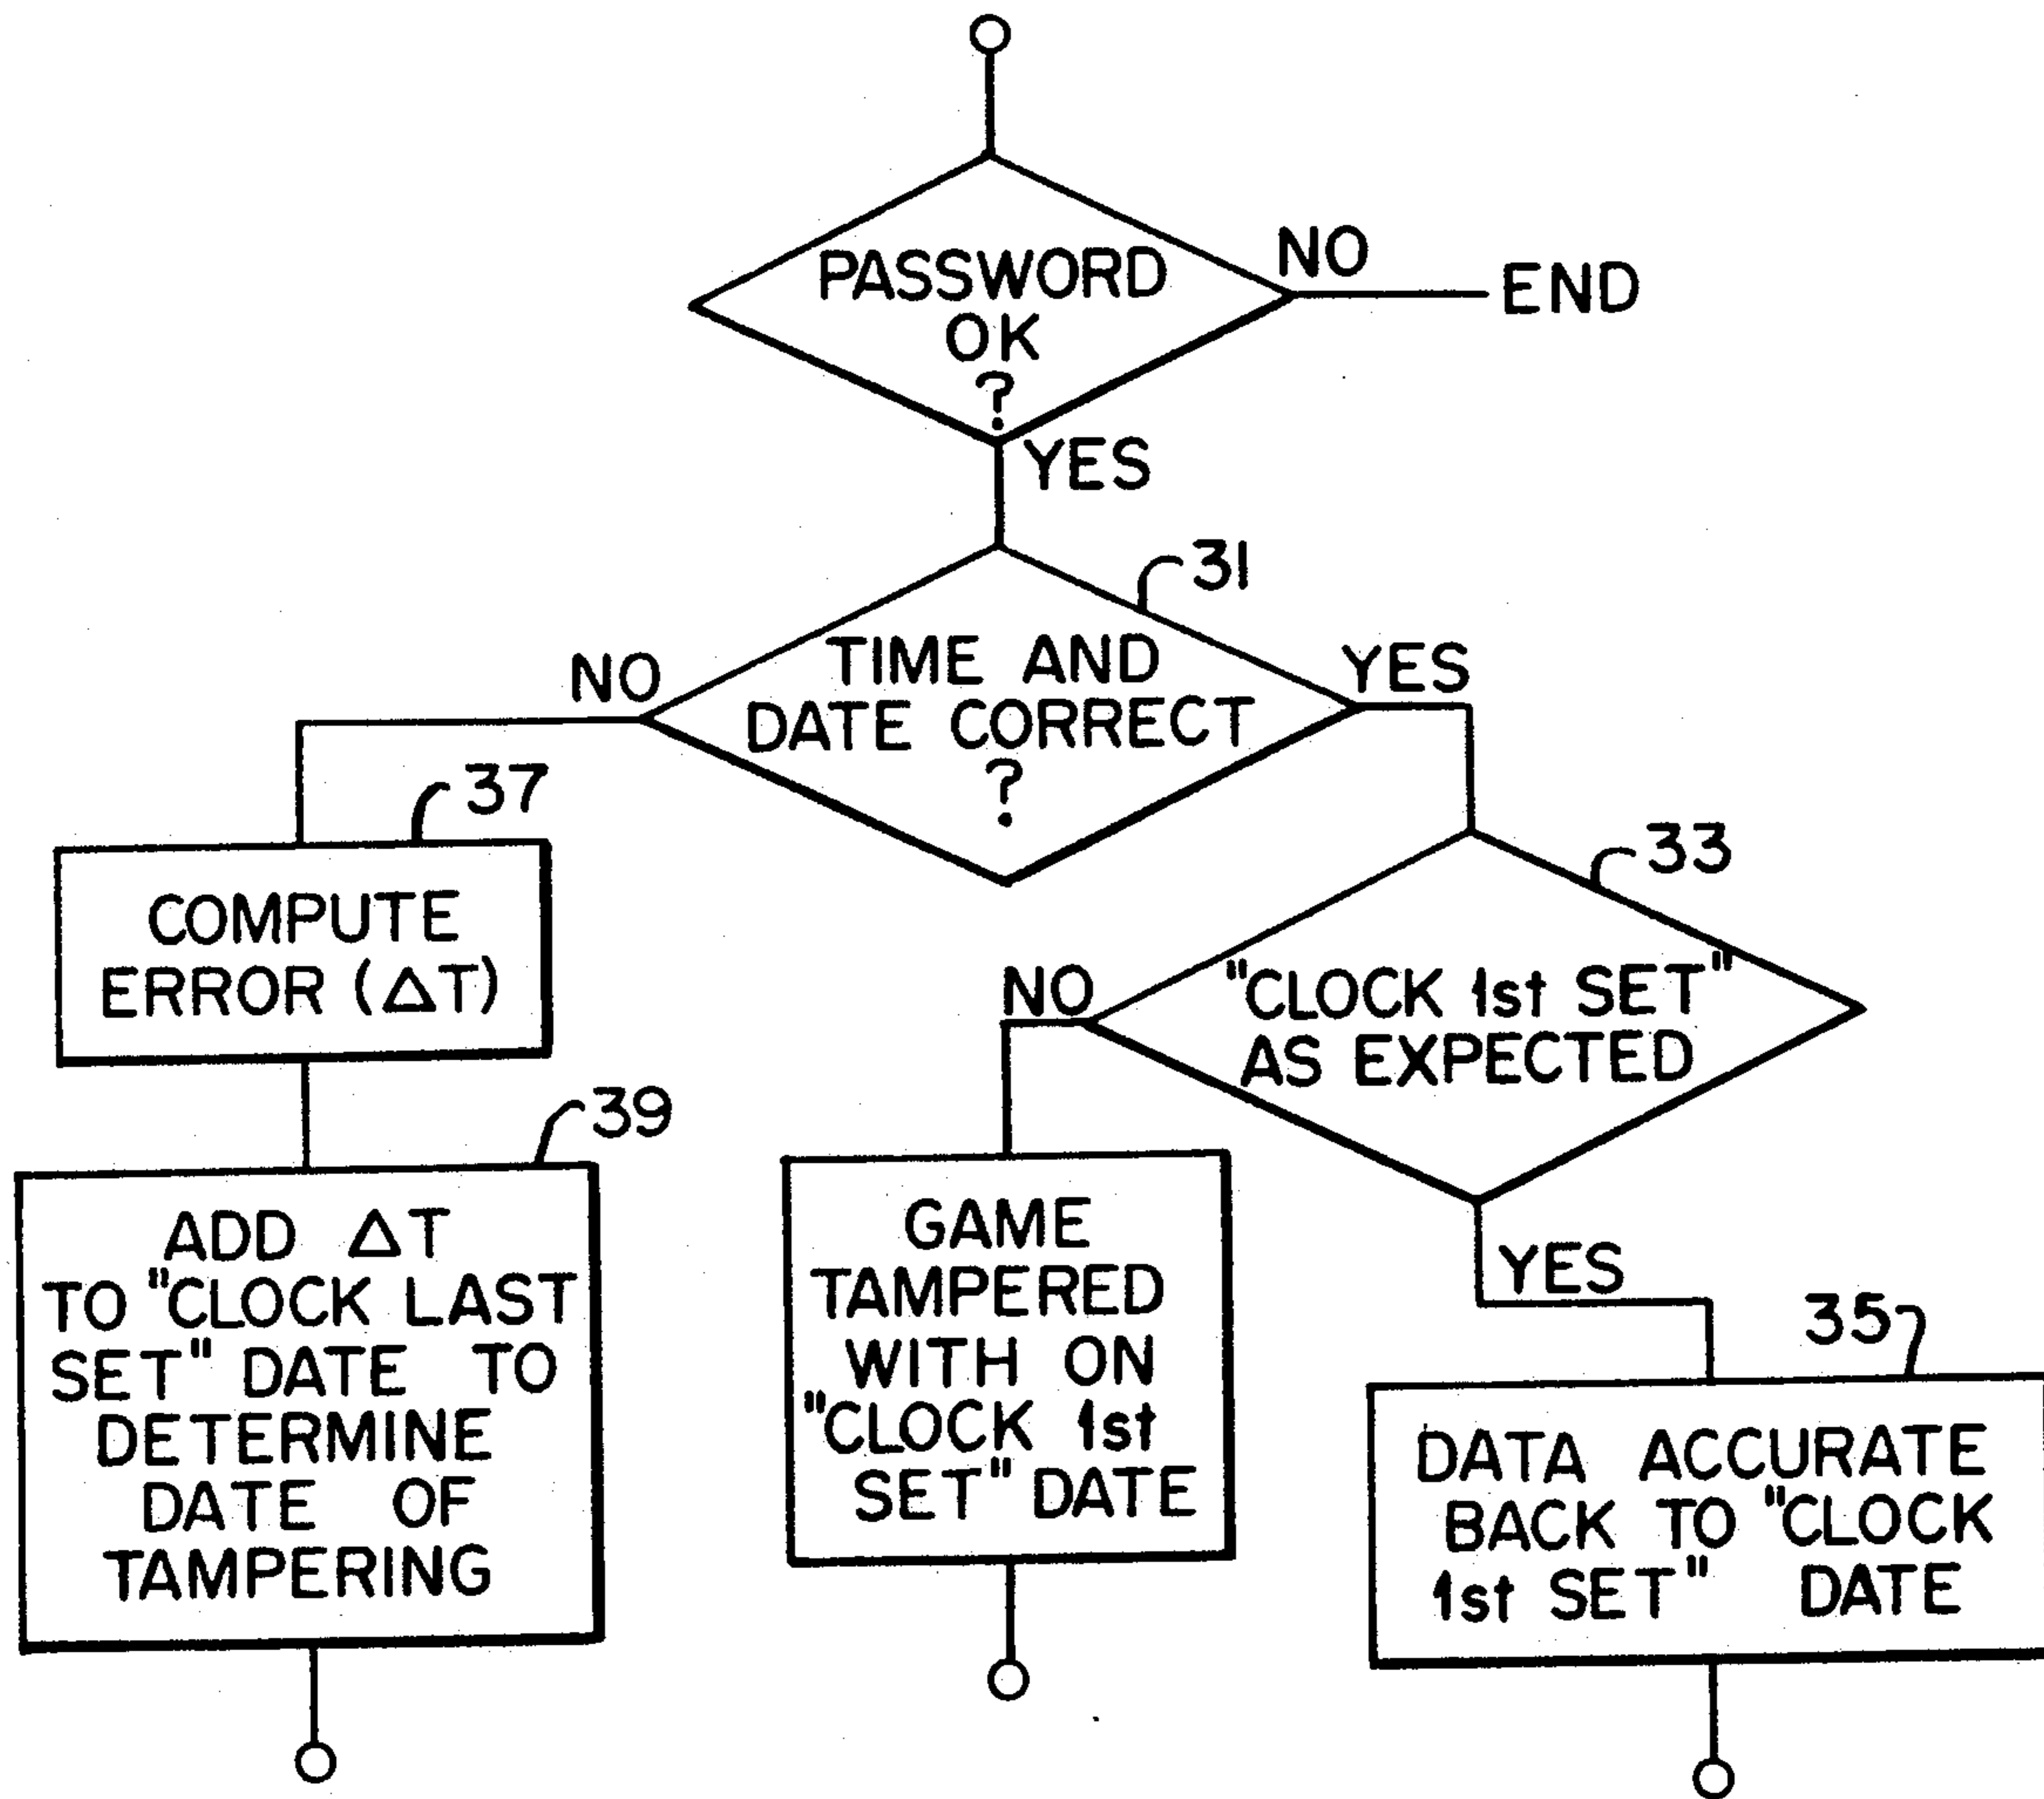 PASSWORD
OK
?
NO
END
YES
31
TIME AND
DATE CORRECT
?
NO
YES
37
COMPUTE
ERROR (ΔT)
33
"CLOCK 1st SET"
AS EXPECTED
NO
YES
39
ADD ΔT
TO "CLOCK LAST
SET" DATE TO
DETERMINE
DATE OF
TAMPERING
GAME
TAMPERED
WITH ON
"CLOCK 1st
SET" DATE
35
DATA ACCURATE
BACK TO "CLOCK
1st SET" DATE